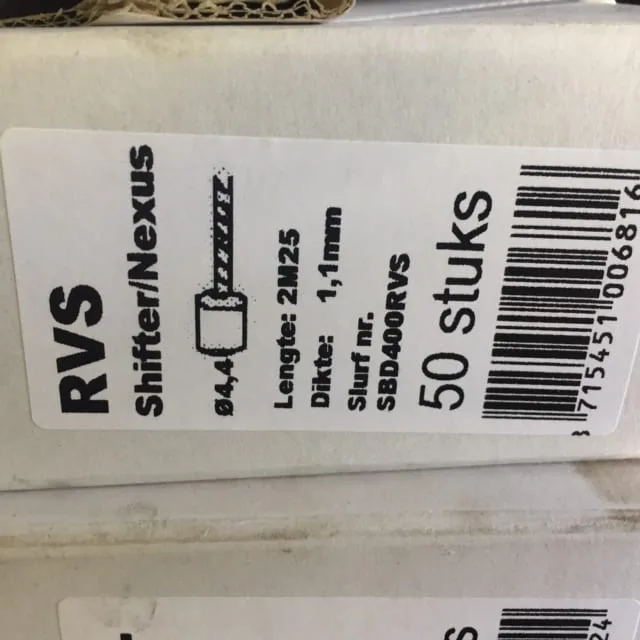 RVS
Shifter/Nexus
ø4,4
Lengte: 2M25
Dikte: 1,1mm
Slurf nr.
SBD400RVS
50 stuks
8 715451 006816